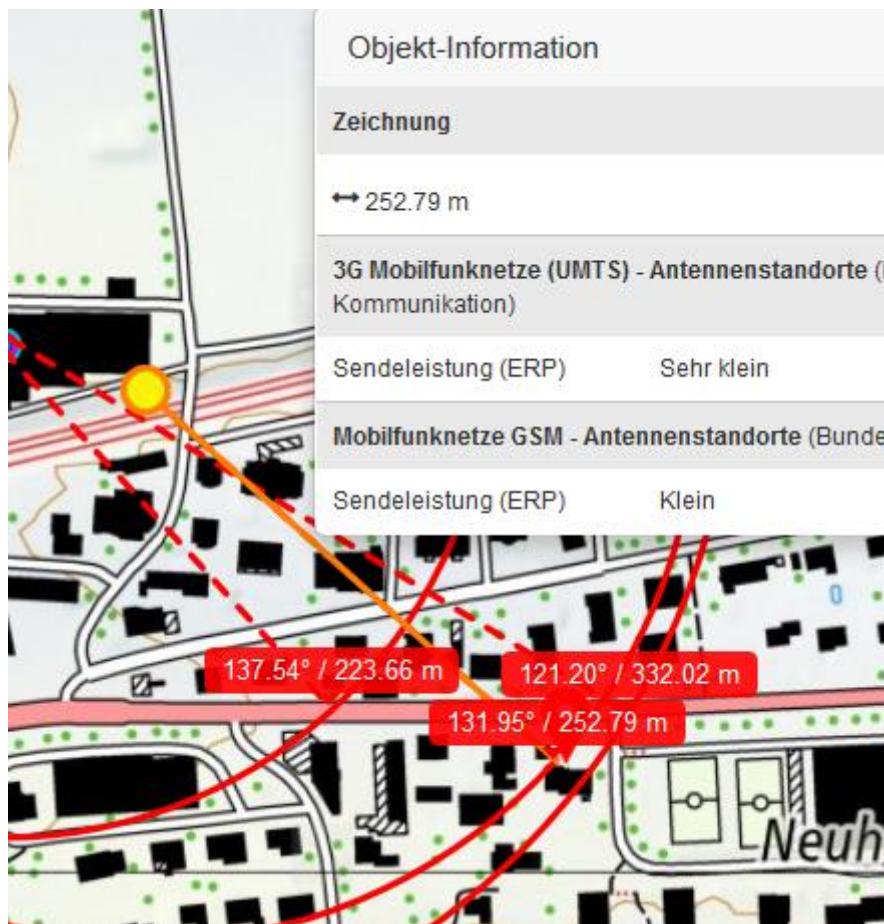 Objekt-Information
Zeichnung
↔ 252.79 m
3G Mobilfunknetze (UMTS) - Antennenstandorte (
Kommunikation)
Sendeleistung (ERP) Sehr klein
Mobilfunknetze GSM - Antennenstandorte (Bunde
Sendeleistung (ERP) Klein
137.54° / 223.66 m
121.20° / 332.02 m
131.95° / 252.79 m
Neuh